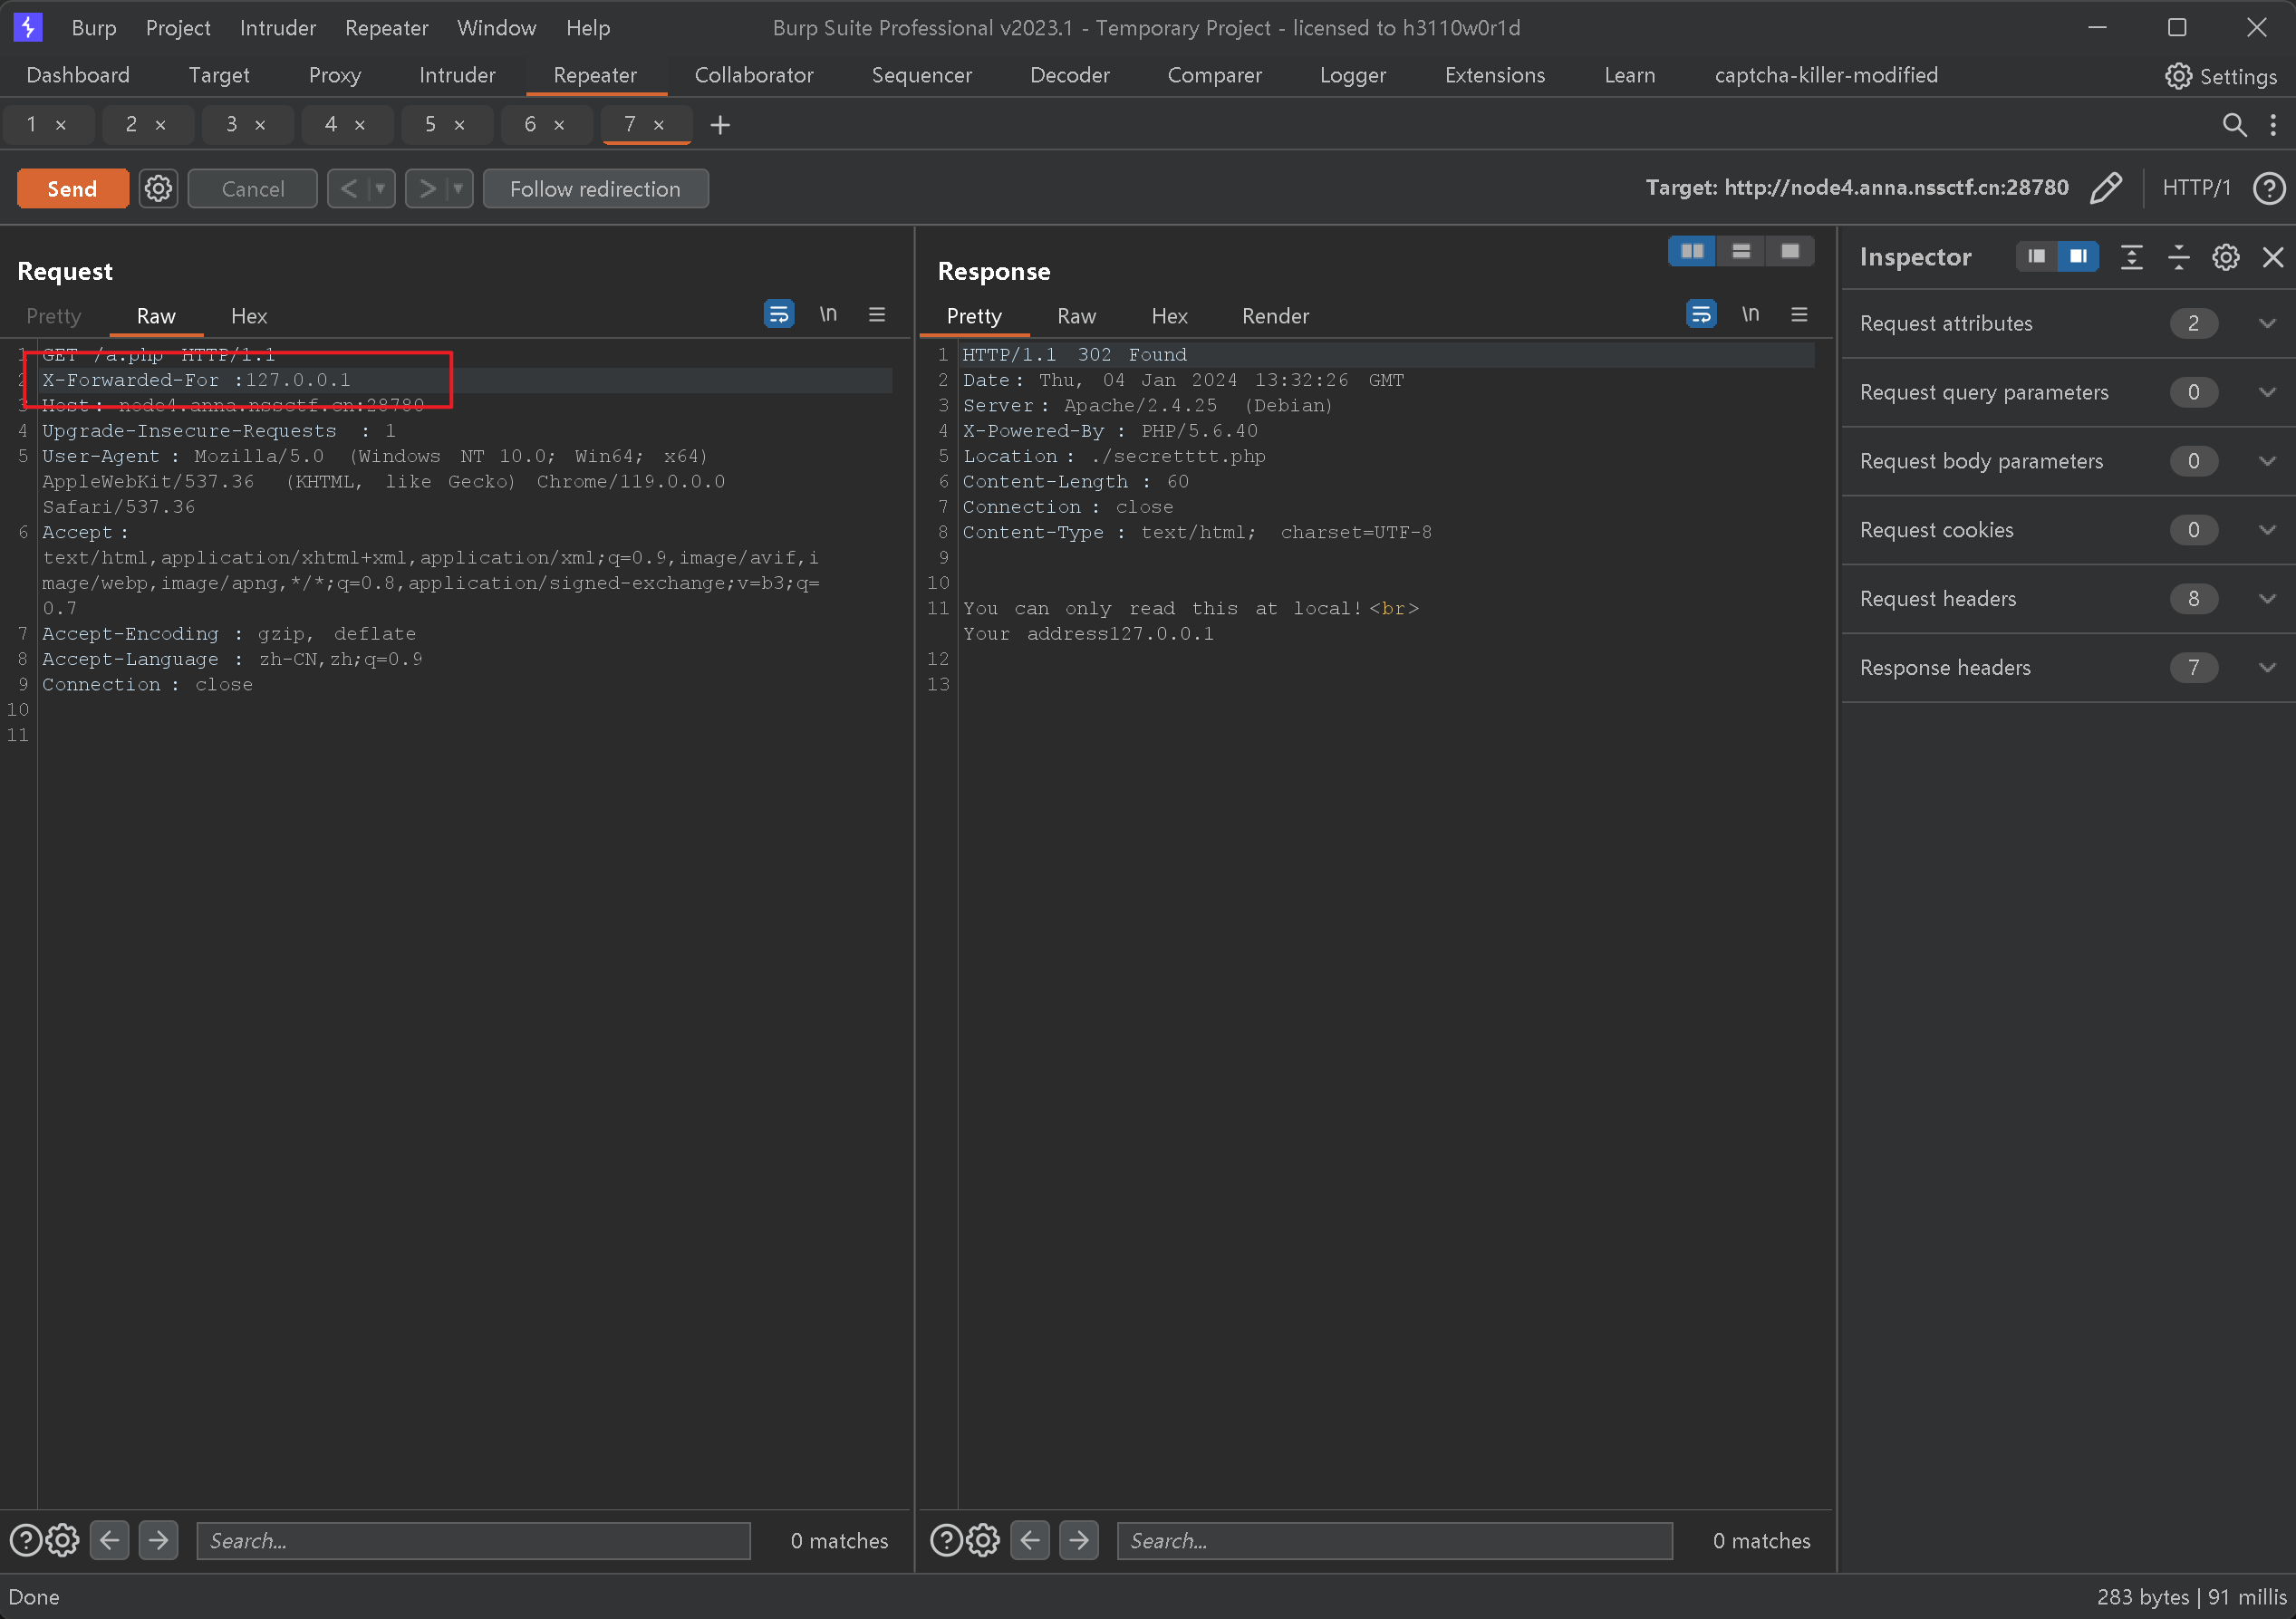 Burp Project Intruder Repeater Window Help Burp Suite Professional v2023.1 - Temporary Project - licensed to h3110w0r1d
Dashboard Target Proxy Intruder Repeater Collaborator Sequencer Decoder Comparer Logger Extensions Learn captcha-killer-modified Settings
1 × 2 × 3 × 4 × 5 × 6 × 7 × +
Send Cancel < > Follow redirection Target: http://node4.anna.nssctf.cn:28780 HTTP/1
Request
Pretty Raw Hex \n
1 GET /a.php HTTP/1.1
2 X-Forwarded-For :127.0.0.1
3 Host: node4.anna.nssctf.cn:28780
4 Upgrade-Insecure-Requests : 1
5 User-Agent : Mozilla/5.0 (Windows NT 10.0; Win64; x64)
AppleWebKit/537.36 (KHTML, like Gecko) Chrome/119.0.0.0
Safari/537.36
6 Accept :
text/html,application/xhtml+xml,application/xml;q=0.9,image/avif,i
mage/webp,image/apng,*/*;q=0.8,application/signed-exchange;v=b3;q=
0.7
7 Accept-Encoding : gzip, deflate
8 Accept-Language : zh-CN,zh;q=0.9
9 Connection : close
10
11
Search... 0 matches
Response
Pretty Raw Hex Render \n
1 HTTP/1.1 302 Found
2 Date: Thu, 04 Jan 2024 13:32:26 GMT
3 Server: Apache/2.4.25 (Debian)
4 X-Powered-By : PHP/5.6.40
5 Location : ./secretttt.php
6 Content-Length : 60
7 Connection : close
8 Content-Type : text/html; charset=UTF-8
9
10
11 You can only read this at local!<br>
Your address127.0.0.1
12
13
Search... 0 matches
Inspector
Request attributes 2
Request query parameters 0
Request body parameters 0
Request cookies 0
Request headers 8
Response headers 7
Done 283 bytes | 91 millis